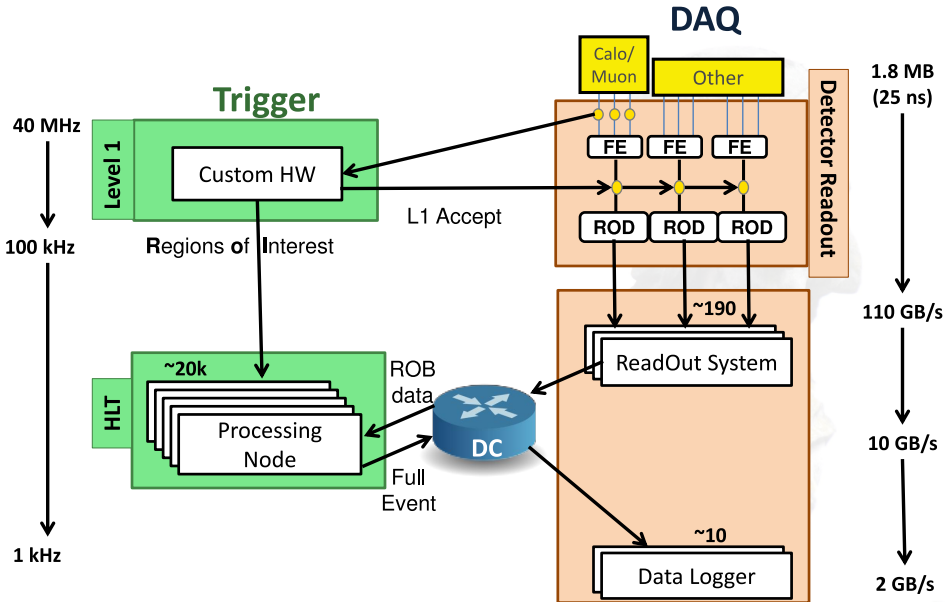 DAQ
Trigger
Calo/
Muon
Other
1.8 MB
(25 ns)
40 MHz
Level 1
Custom HW
FE
FE
FE
Detector Readout
L1 Accept
ROD
ROD
ROD
100 kHz
Regions of Interest
~190
110 GB/s
ReadOut System
~20k
ROB
data
HLT
Processing
Node
DC
10 GB/s
Full
Event
~10
1 kHz
Data Logger
2 GB/s